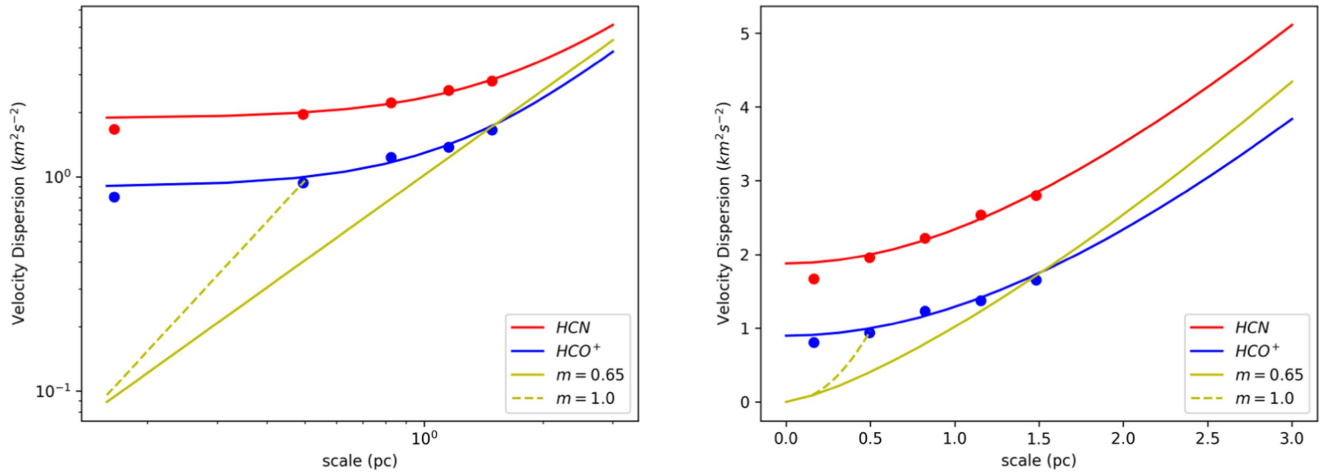 Velocity Dispersion (km²s⁻²)
10⁰
10⁻¹
10⁰
scale (pc)
HCN
HCO⁺
m = 0.65
m = 1.0
Velocity Dispersion (km²s⁻²)
5
4
3
2
1
0
0.0 0.5 1.0 1.5 2.0 2.5 3.0
scale (pc)
HCN
HCO⁺
m = 0.65
m = 1.0